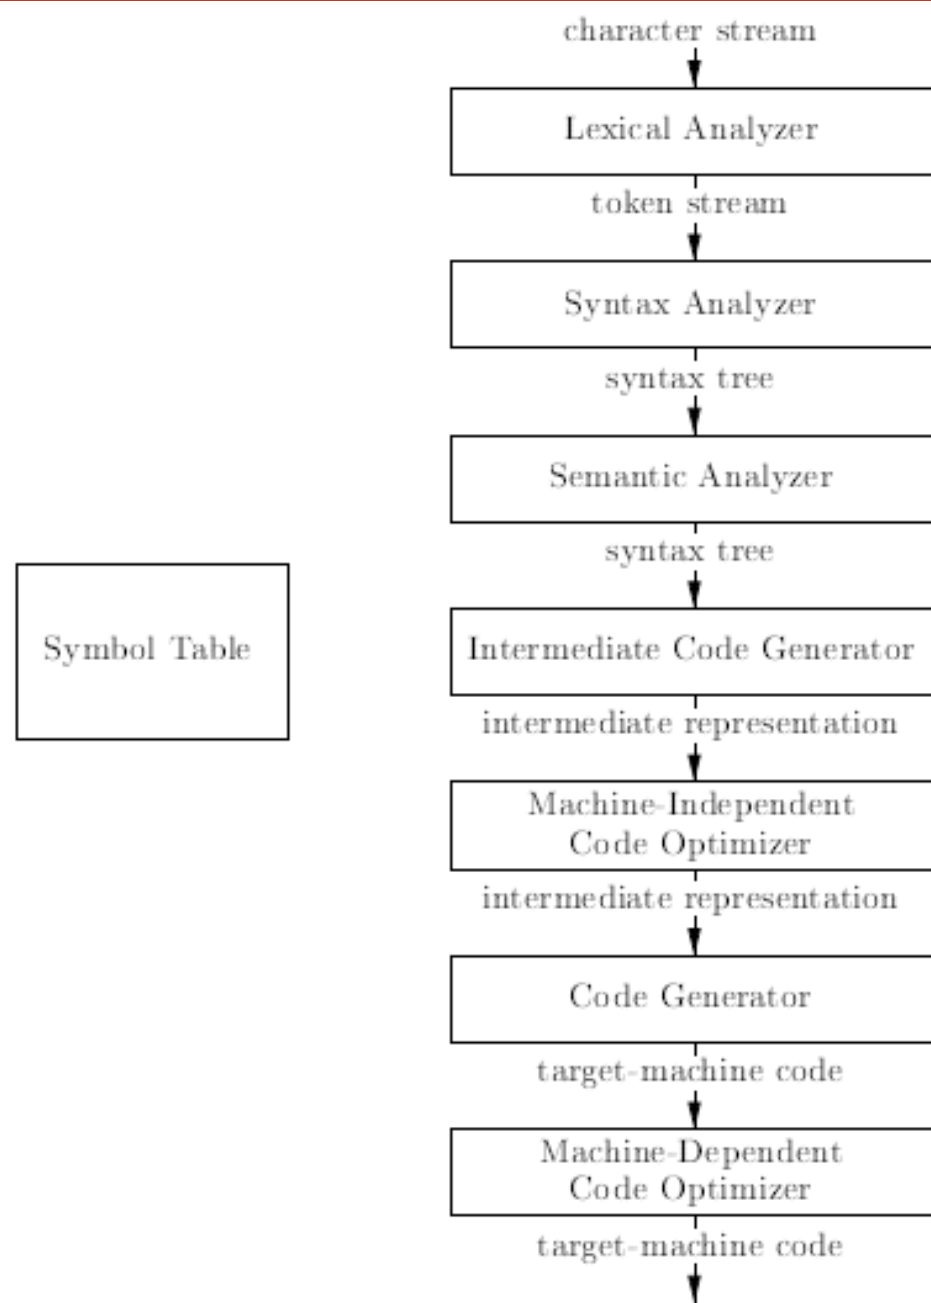 character stream
Lexical Analyzer
token stream
Syntax Analyzer
syntax tree
Semantic Analyzer
syntax tree
Symbol Table
Intermediate Code Generator
intermediate representation
Machine-Independent
Code Optimizer
intermediate representation
Code Generator
target-machine code
Machine-Dependent
Code Optimizer
target-machine code